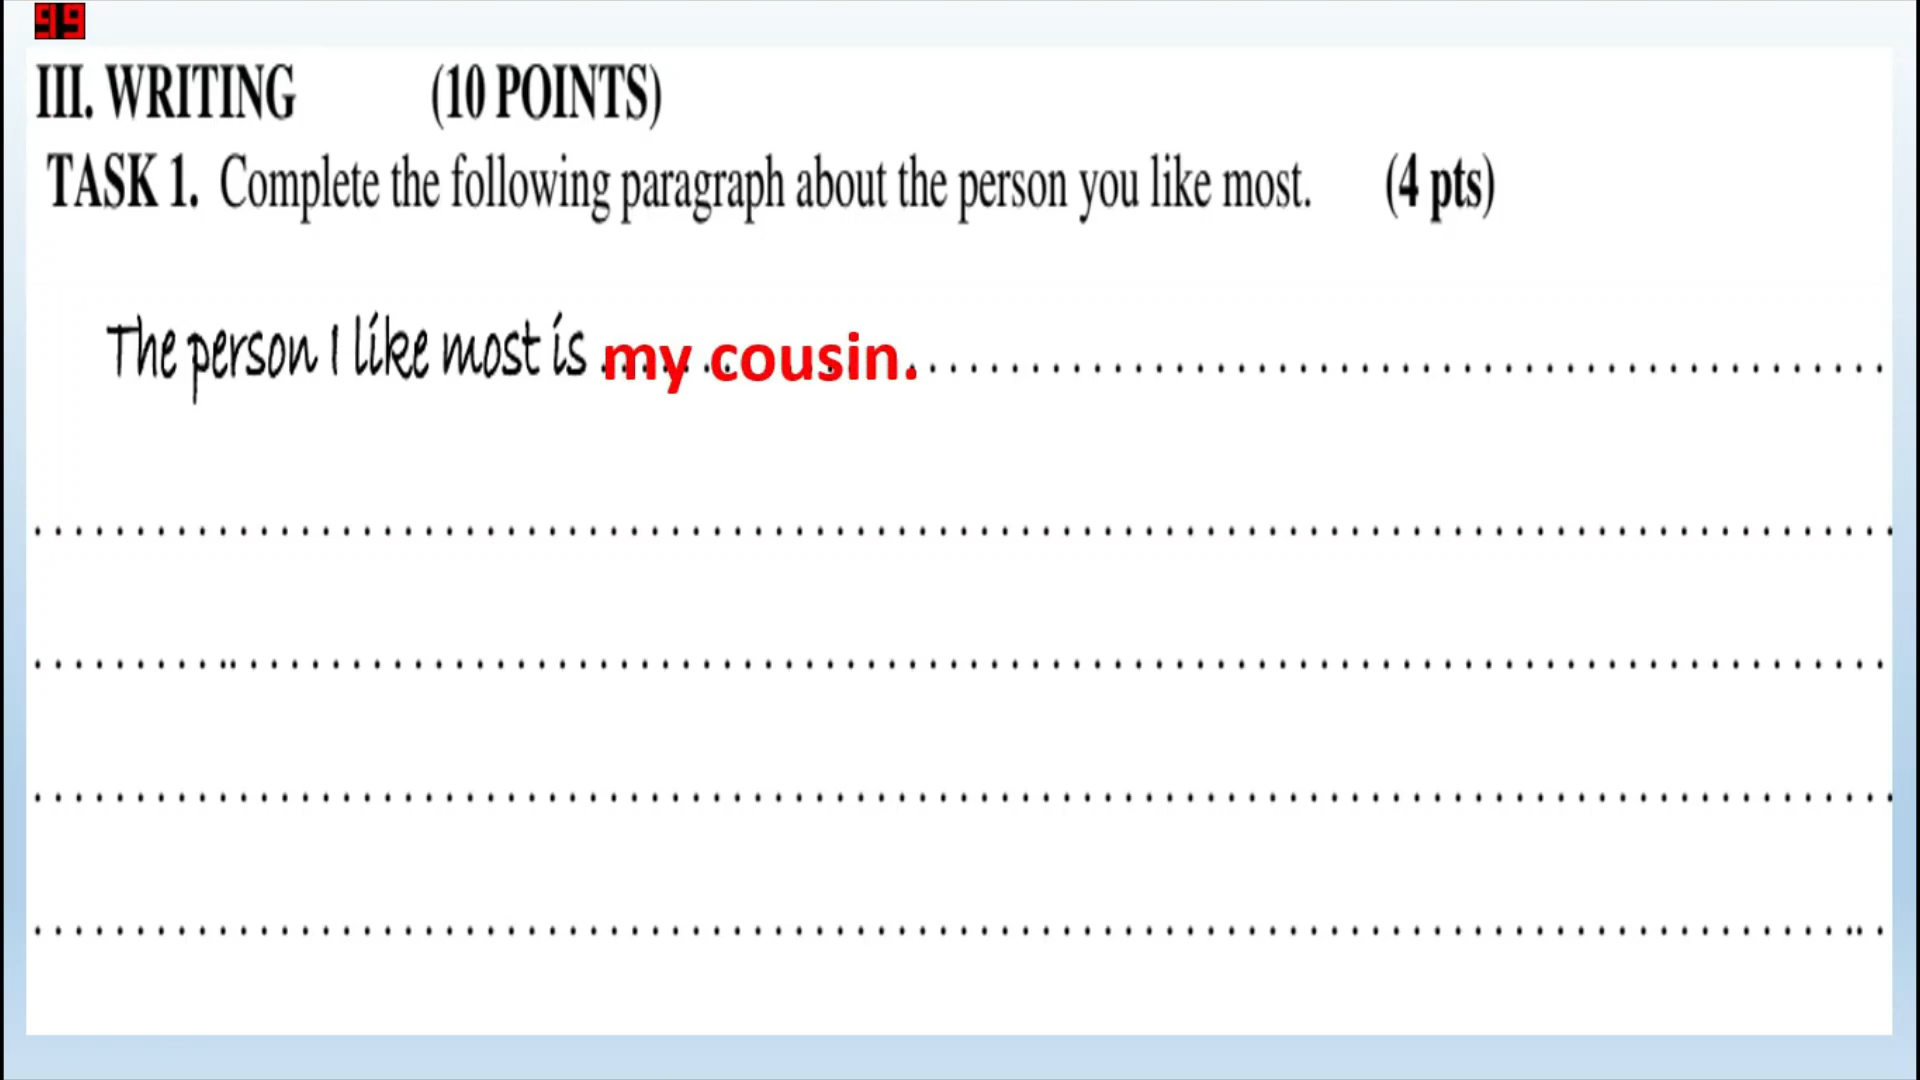 99
III. WRITING (10 POINTS)
TASK 1. Complete the following paragraph about the person you like most. (4 pts)
The person I like most is my cousin.